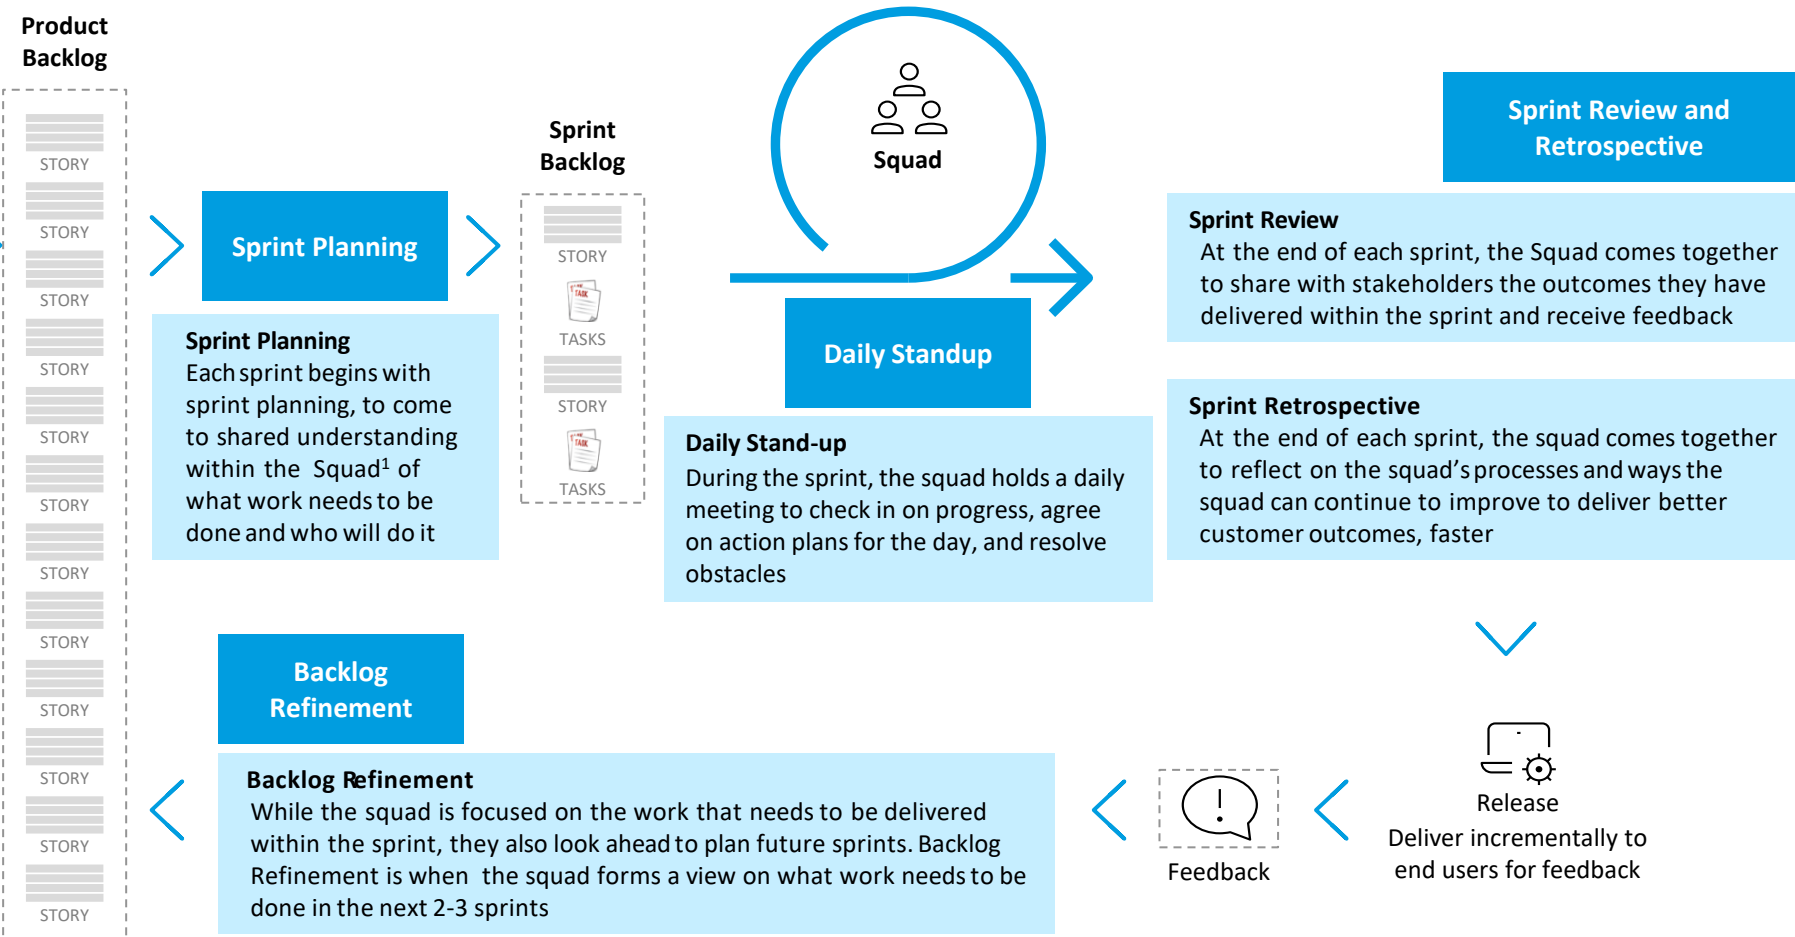 Product
Backlog
STORY
STORY
STORY
STORY
STORY
STORY
STORY
STORY
STORY
STORY
STORY
STORY
Sprint Planning
Sprint Planning
Each sprint begins with
sprint planning, to come
to shared understanding
within the Squad¹ of
what work needs to be
done and who will do it
Sprint
Backlog
STORY
TASK
TASKS
STORY
TASK
TASKS
Squad
Daily Standup
Daily Stand-up
During the sprint, the squad holds a daily
meeting to check in on progress, agree
on action plans for the day, and resolve
obstacles
Sprint Review and
Retrospective
Sprint Review
At the end of each sprint, the Squad comes together
to share with stakeholders the outcomes they have
delivered within the sprint and receive feedback
Sprint Retrospective
At the end of each sprint, the squad comes together
to reflect on the squad’s processes and ways the
squad can continue to improve to deliver better
customer outcomes, faster
Release
Deliver incrementally to
end users for feedback
Feedback
Backlog
Refinement
Backlog Refinement
While the squad is focused on the work that needs to be delivered
within the sprint, they also look ahead to plan future sprints. Backlog
Refinement is when the squad forms a view on what work needs to be
done in the next 2-3 sprints